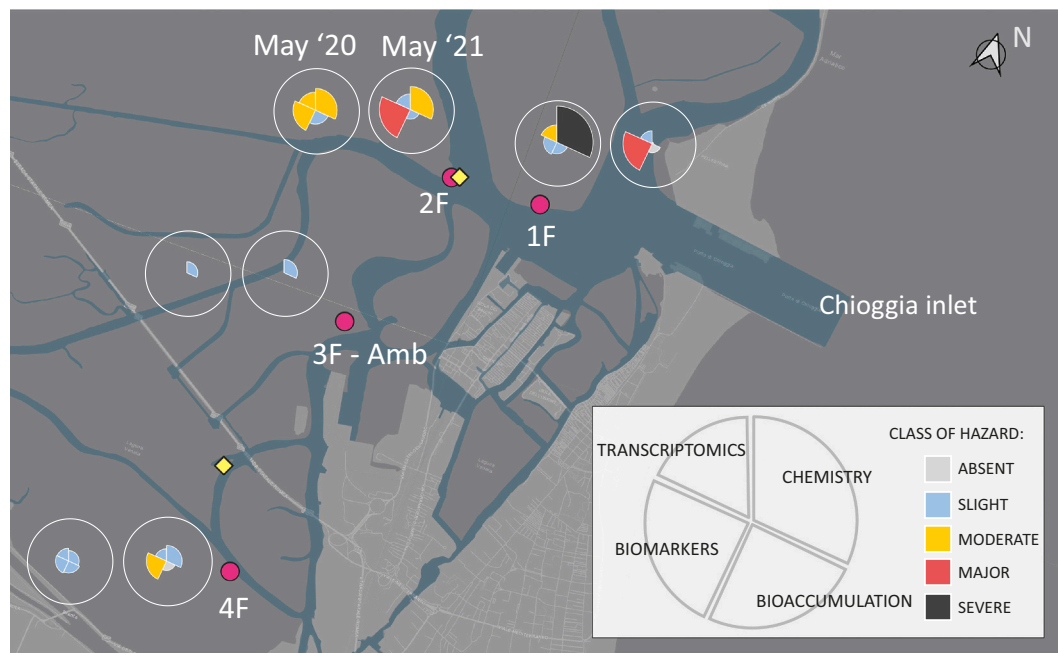 May ‘20
May ‘21
N
2F
1F
Chioggia inlet
3F - Amb
4F
TRANSCRIPTOMICS
CHEMISTRY
BIOMARKERS
BIOACCUMULATION
CLASS OF HAZARD:
ABSENT
SLIGHT
MODERATE
MAJOR
SEVERE